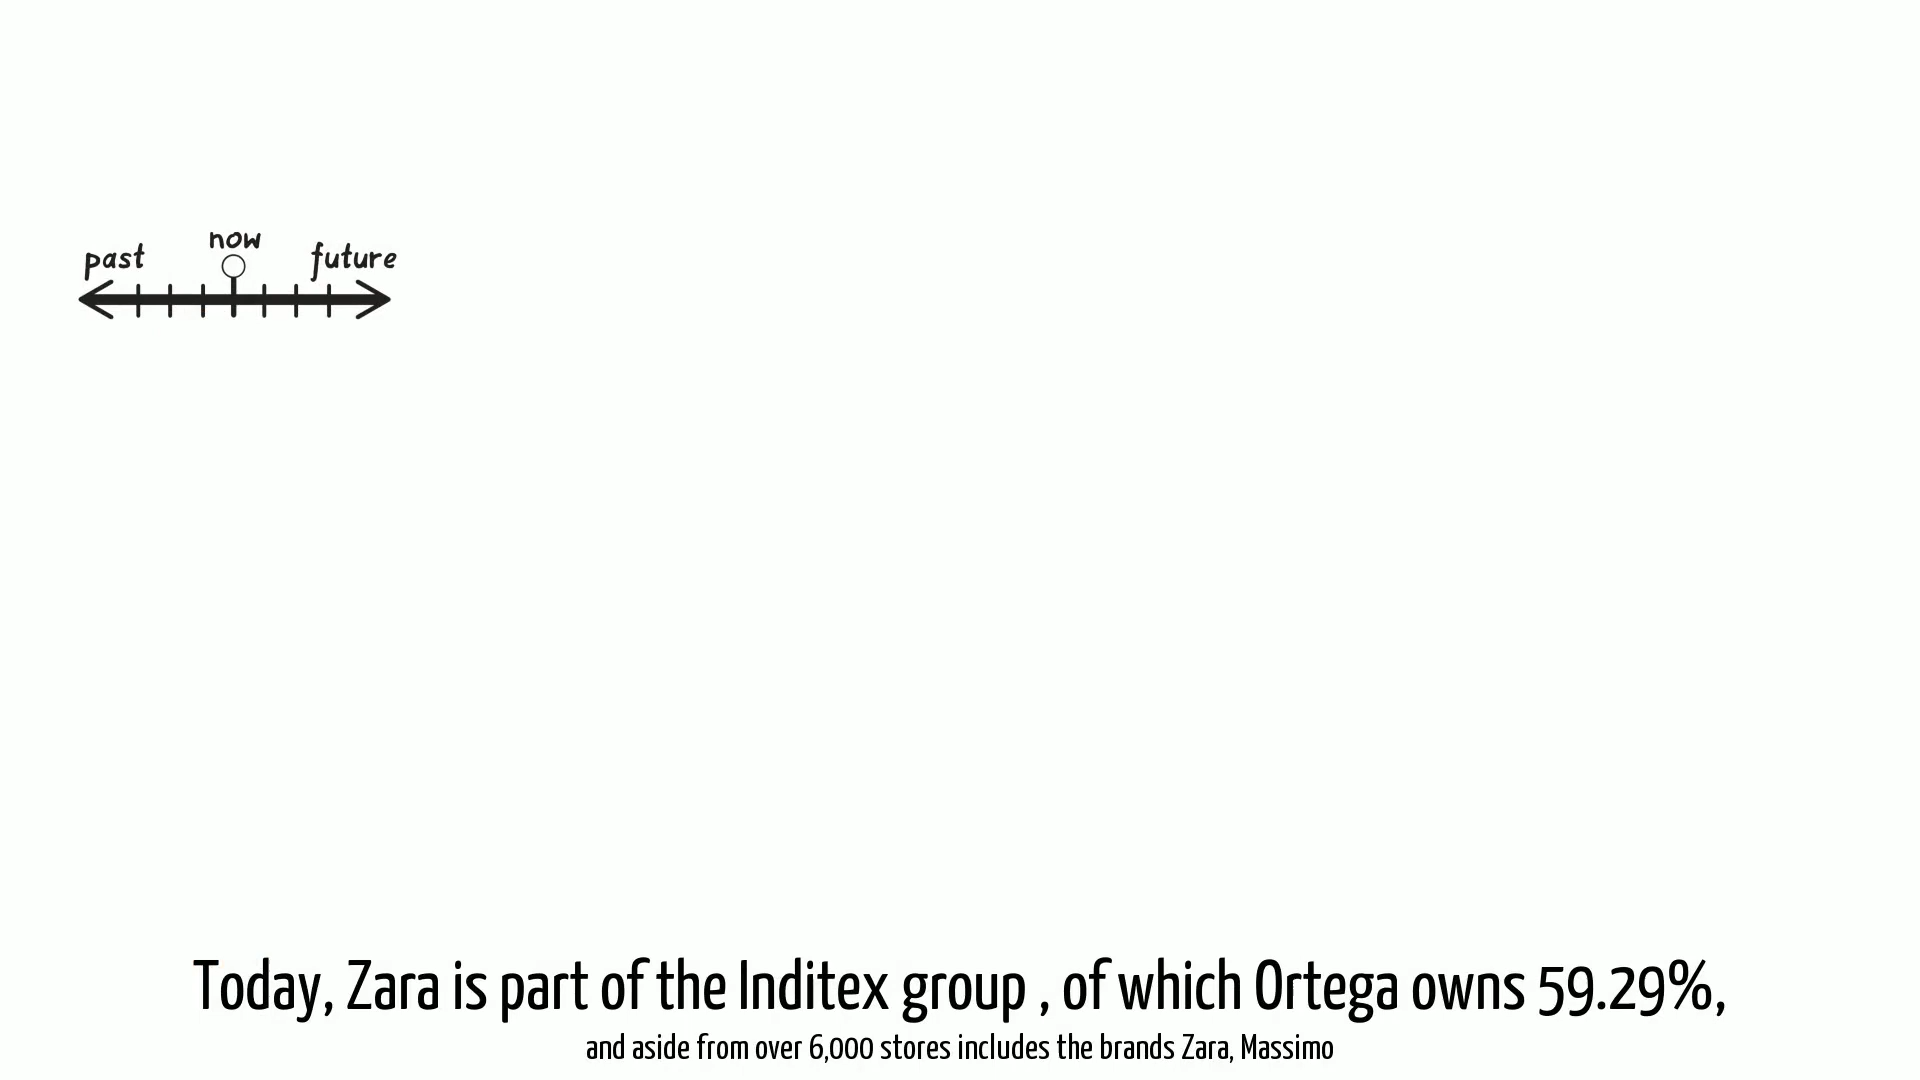 now
past
future
Today, Zara is part of the Inditex group , of which Ortega owns 59.29%,
and aside from over 6,000 stores includes the brands Zara, Massimo